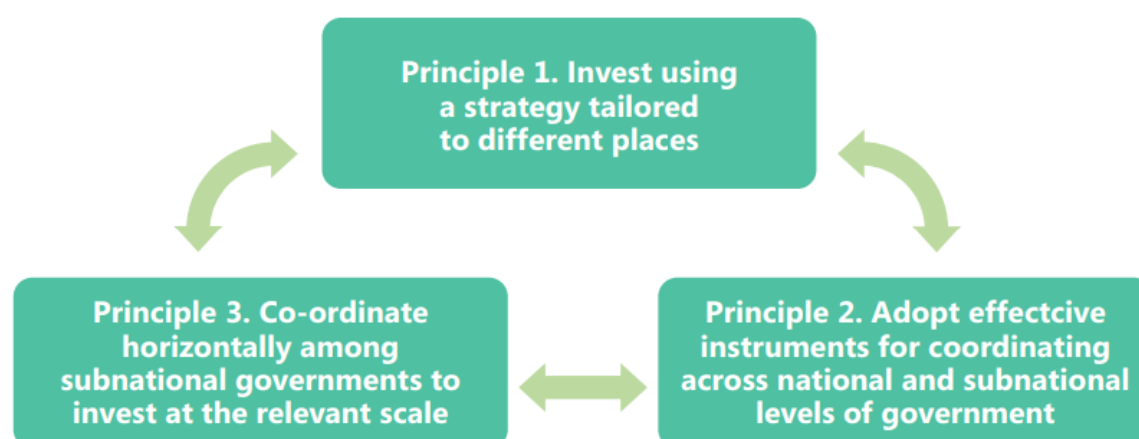 Principle 1. Invest using
a strategy tailored
to different places
Principle 3. Co-ordinate
horizontally among
subnational governments to
invest at the relevant scale
Principle 2. Adopt effectcive
instruments for coordinating
across national and subnational
levels of government